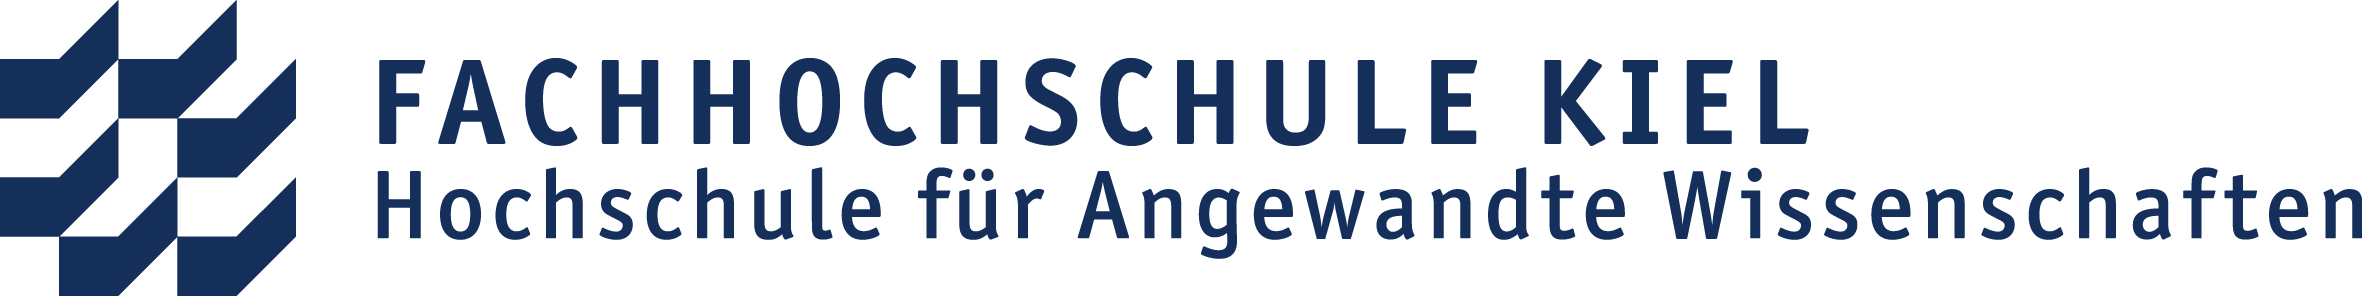 FACHHOCHSCHULE KIEL
Hochschule für Angewandte Wissenschaften